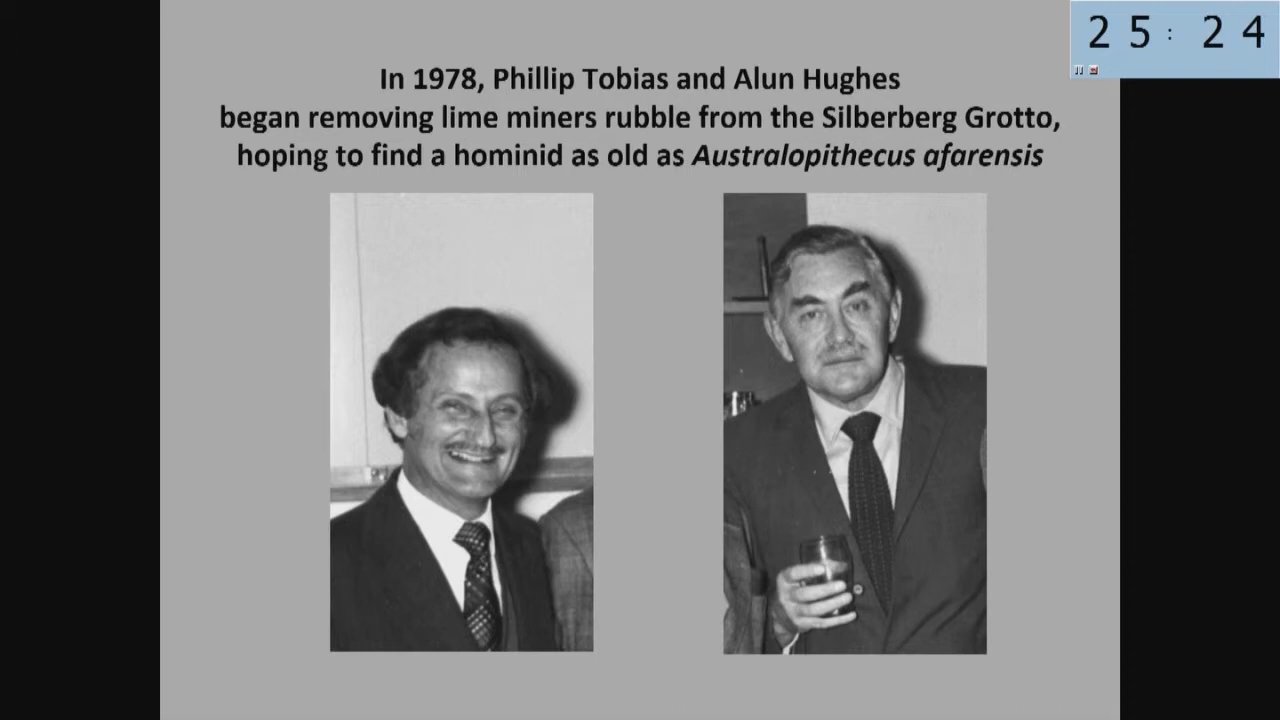 25:24
In 1978, Phillip Tobias and Alun Hughes
began removing lime miners rubble from the Silberberg Grotto,
hoping to find a hominid as old as Australopithecus afarensis